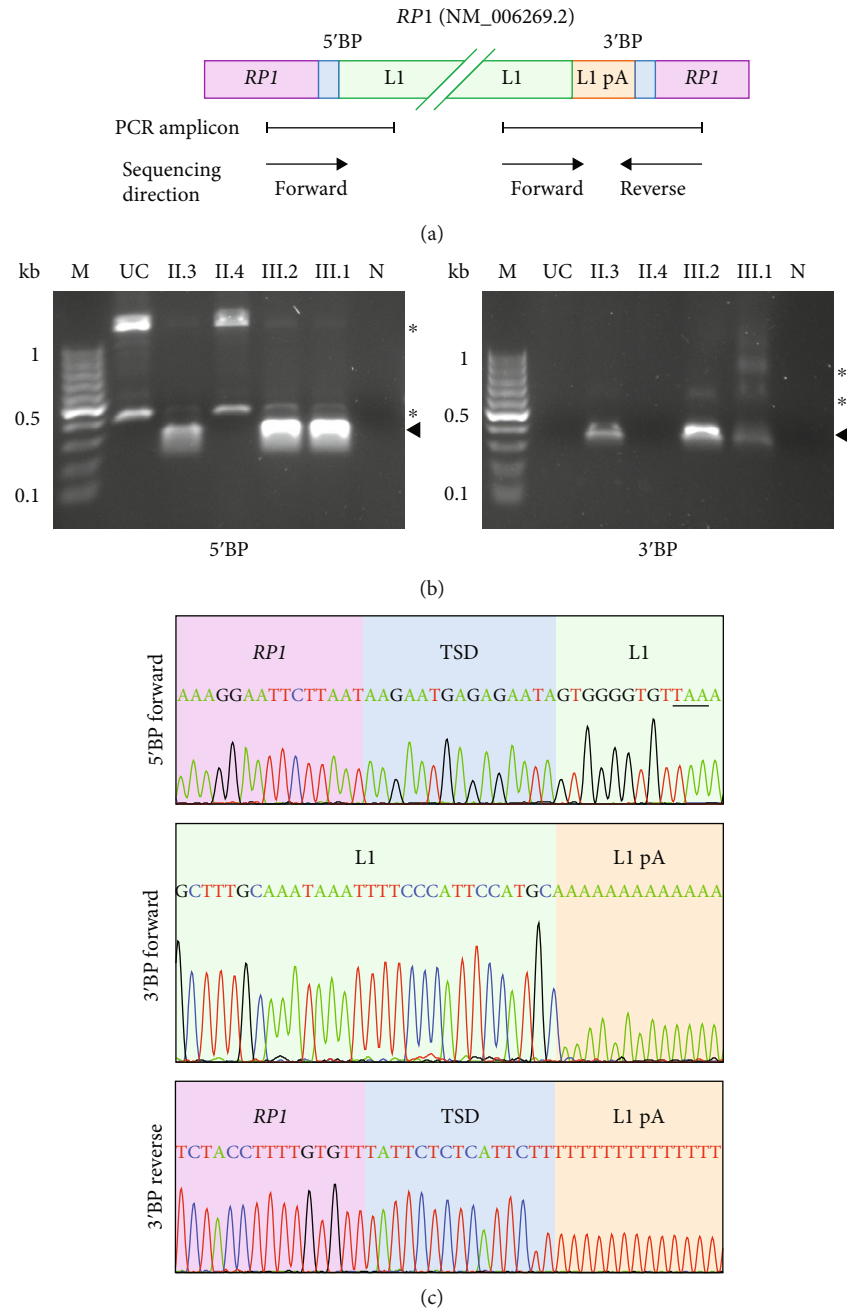 RP1 (NM_006269.2)
5′BP 3′BP
RP1 L1 L1 L1 pA RP1
PCR amplicon
Sequencing direction
Forward Forward Reverse
(a)
kb M UC II.3 II.4 III.2 III.1 N
1
0.5
0.1
*
*
5′BP
kb M UC II.3 II.4 III.2 III.1 N
1
0.5
0.1
*
*
3′BP
(b)
5′BP forward
RP1 TSD L1
AAAGGAATTCTTAATAAGAATGAGAGAATAGTGGGGTGTTAAA
3′BP forward
L1 L1 pA
GCTTTGCAAATAAATTTTCCCATTCCATGCAAAAAAAAAAAAA
3′BP reverse
RP1 TSD L1 pA
TCTACCTTTTGTGTTTATTCTCTCATTCTTTTTTTTTTTTTTT
(c)